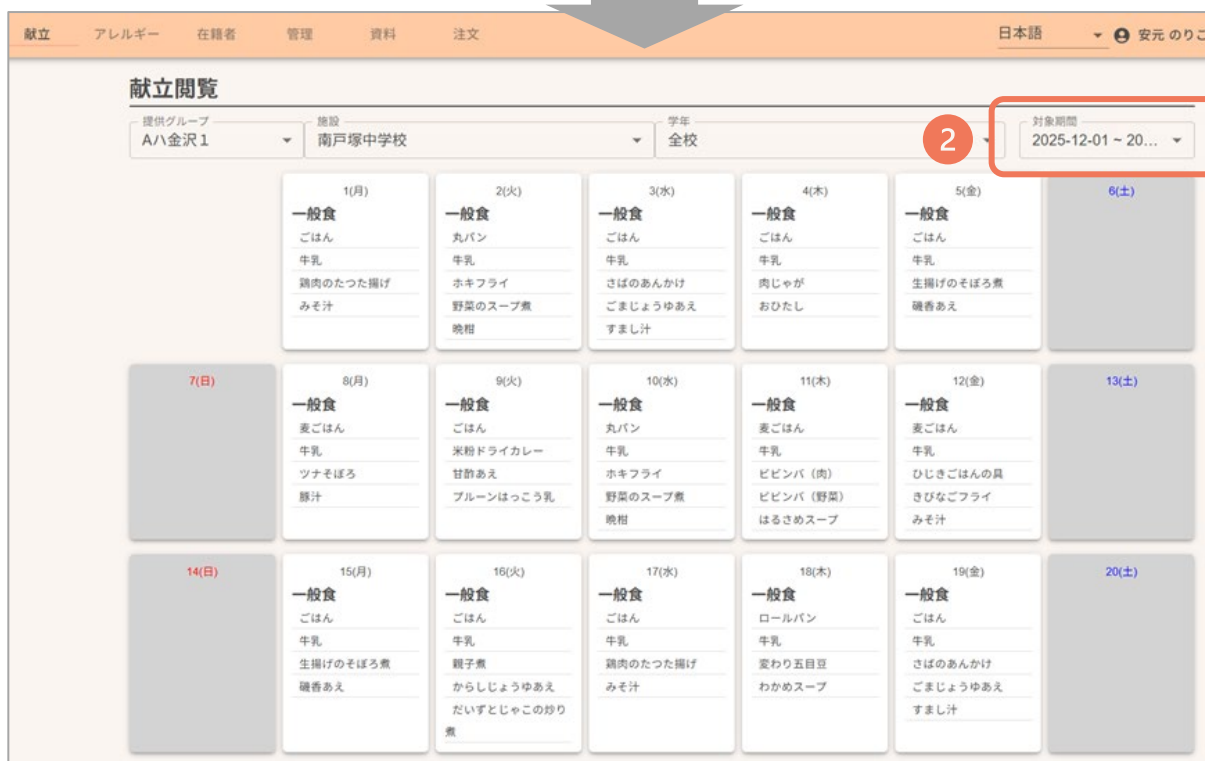 献立 アレルギー 在籍者 管理 資料 注文 日本語 安元 のりこ
献立閲覧
提供グループ 施設 学年 対象期間
Aハ金沢1 南戸塚中学校 全校 2 2025-12-01 ~ 20...
1(月) 2(火) 3(水) 4(木) 5(金) 6(土)
一般食 一般食 一般食 一般食 一般食
ごはん 丸パン ごはん ごはん ごはん
牛乳 牛乳 牛乳 牛乳 牛乳
鶏肉のたつた揚げ ホキフライ さばのあんかけ 肉じゃが 生揚げのそぼろ煮
みそ汁 野菜のスープ煮 ごまじょうゆあえ おひたし 磯香あえ
晩柑 すまし汁
7(日) 8(月) 9(火) 10(水) 11(木) 12(金) 13(土)
一般食 一般食 一般食 一般食 一般食
麦ごはん ごはん 丸パン 麦ごはん 麦ごはん
牛乳 米粉ドライカレー 牛乳 牛乳 牛乳
ツナそぼろ 甘酢あえ ホキフライ ビビンバ（肉） ひじきごはんの具
豚汁 プルーンはっこう乳 野菜のスープ煮 ビビンバ（野菜） きびなごフライ
晩柑 はるさめスープ みそ汁
14(日) 15(月) 16(火) 17(水) 18(木) 19(金) 20(土)
一般食 一般食 一般食 一般食 一般食
ごはん ごはん ごはん ロールパン ごはん
牛乳 牛乳 牛乳 牛乳 牛乳
生揚げのそぼろ煮 親子煮 鶏肉のたつた揚げ 変わり五目豆 さばのあんかけ
磯香あえ からしじょうゆあえ みそ汁 わかめスープ ごまじょうゆあえ
だいずとじゃこの炒り すまし汁
煮